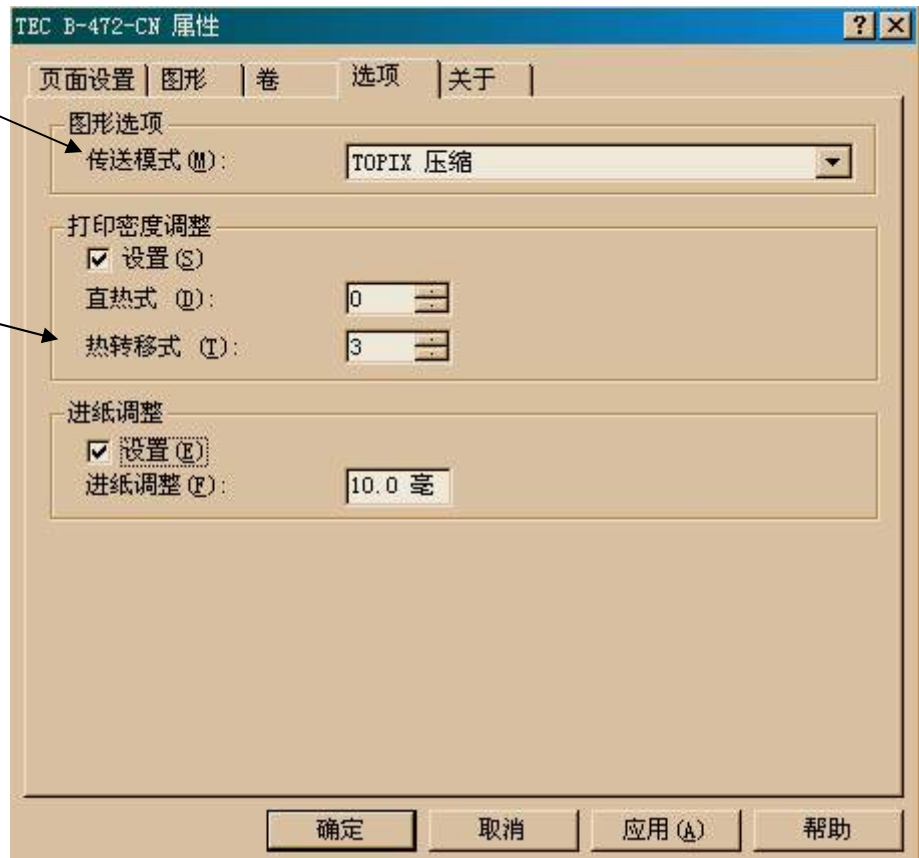 TEC B-472-CN 属性
页面设置 图形 卷 选项 关于
图形选项
传送模式(M): TOPIX 压缩
打印密度调整
设置(S)
直热式 (D): 0
热转移式 (T): 3
进纸调整
设置(E)
进纸调整(F): 10.0 毫
确定 取消 应用(A) 帮助